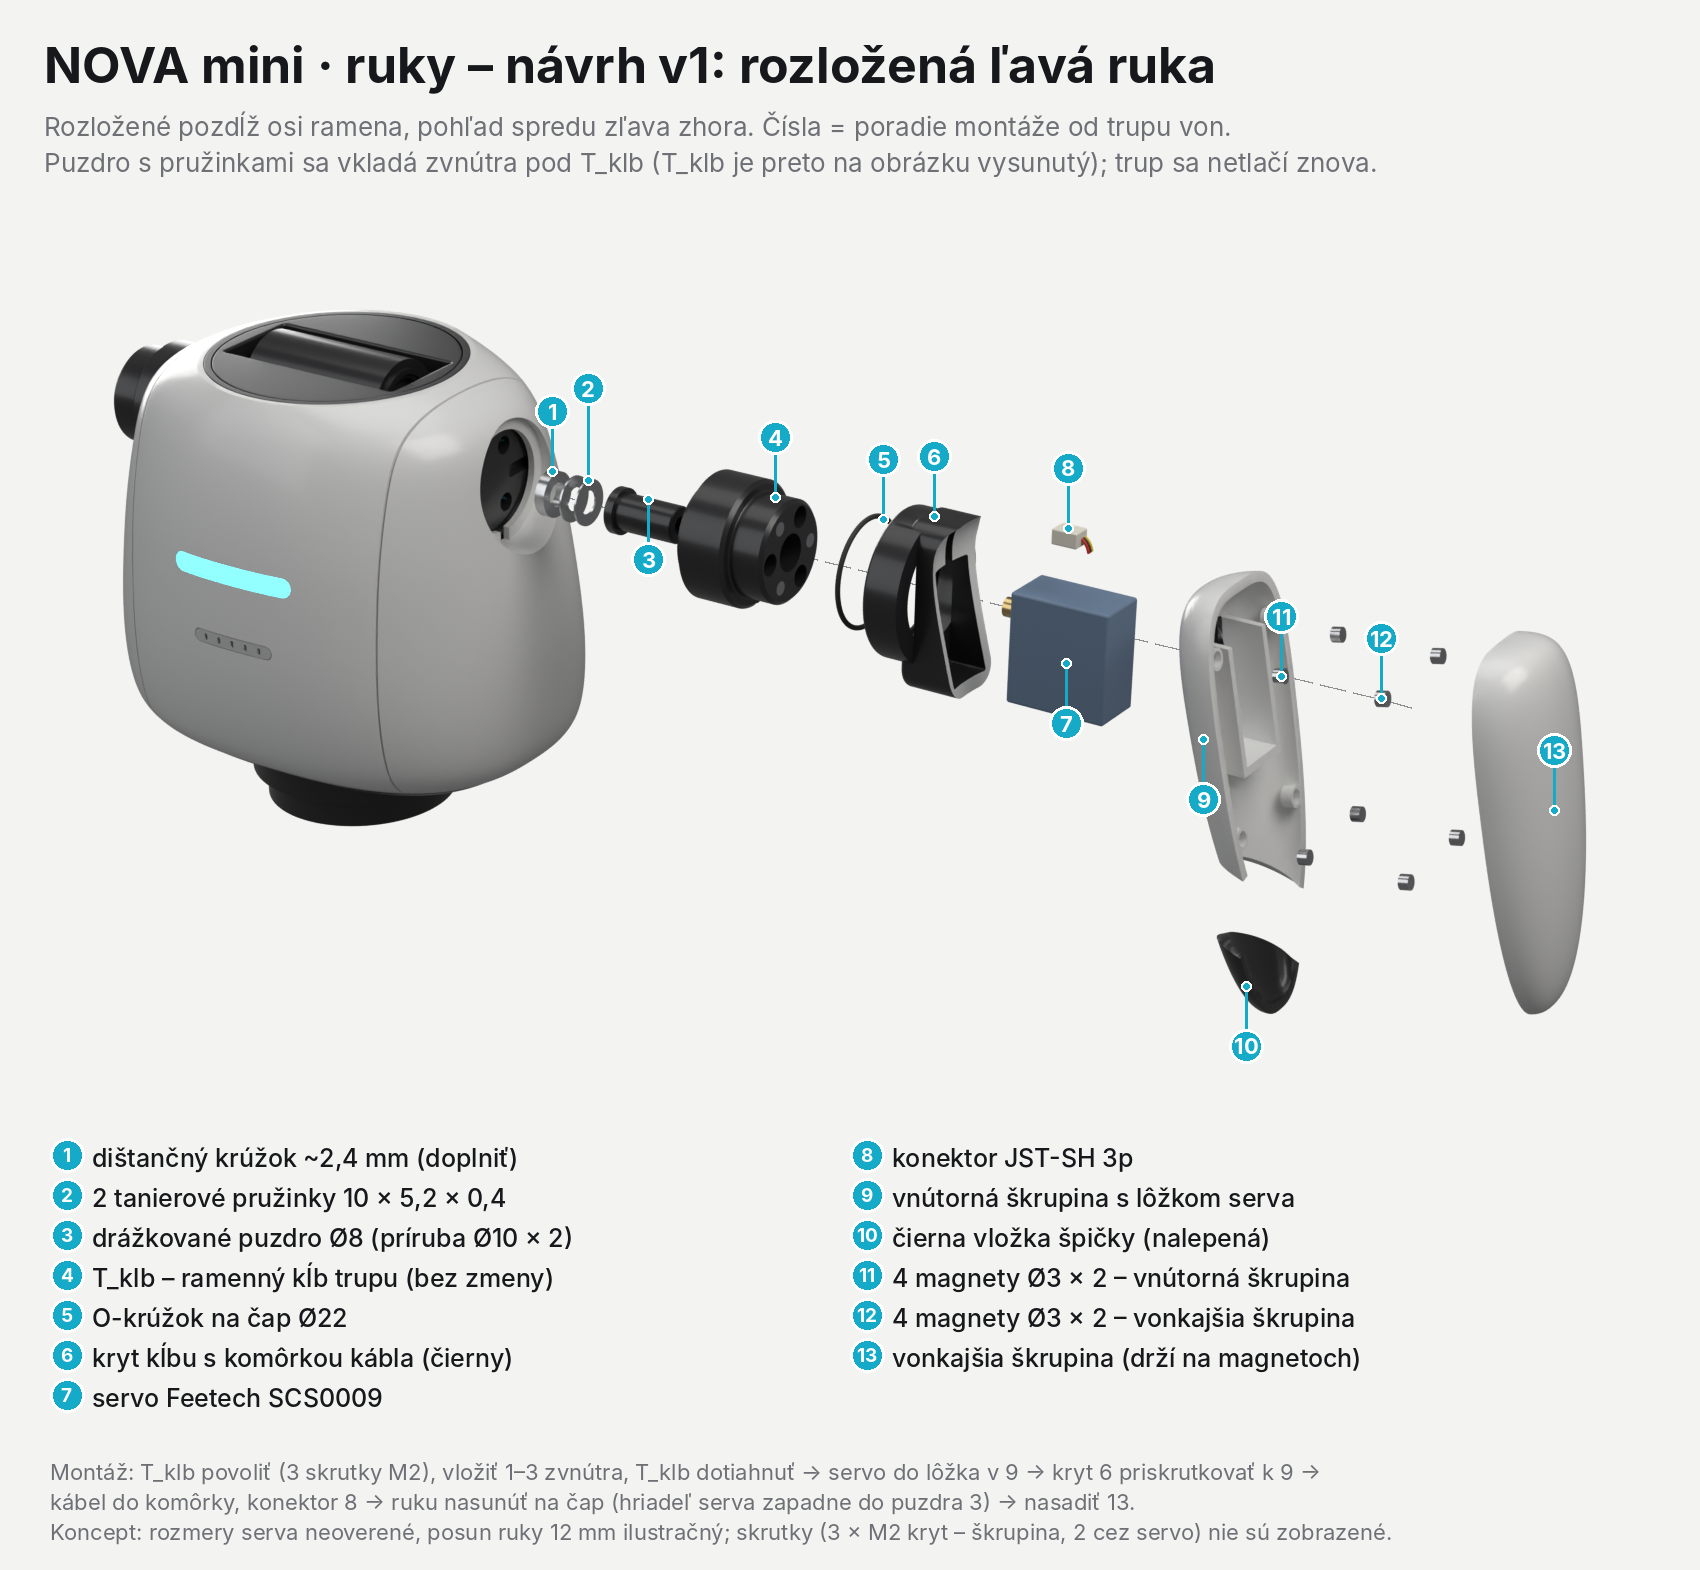 NOVA mini · ruky – návrh v1: rozložená ľavá ruka
Rozložené pozdĺž osi ramena, pohľad spredu zľava zhora. Čísla = poradie montáže od trupu von.
Puzdro s pružinkami sa vkladá zvnútra pod T_klb (T_klb je preto na obrázku vysunutý); trup sa netlačí znova.
1
2
3
4
5
6
7
8
9
10
11
12
13
1 dištančný krúžok ~2,4 mm (doplniť)
2 2 tanierové pružinky 10 × 5,2 × 0,4
3 drážkované puzdro Ø8 (príruba Ø10 × 2)
4 T_klb – ramenný kĺb trupu (bez zmeny)
5 O-krúžok na čap Ø22
6 kryt kĺbu s komôrkou kábla (čierny)
7 servo Feetech SCS0009
8 konektor JST-SH 3p
9 vnútorná škrupina s lôžkom serva
10 čierna vložka špičky (nalepená)
11 4 magnety Ø3 × 2 – vnútorná škrupina
12 4 magnety Ø3 × 2 – vonkajšia škrupina
13 vonkajšia škrupina (drží na magnetoch)
Montáž: T_klb povoliť (3 skrutky M2), vložiť 1–3 zvnútra, T_klb dotiahnuť → servo do lôžka v 9 → kryt 6 priskrutkovať k 9 →
kábel do komôrky, konektor 8 → ruku nasunúť na čap (hriadeľ serva zapadne do puzdra 3) → nasadiť 13.
Koncept: rozmery serva neoverené, posun ruky 12 mm ilustračný; skrutky (3 × M2 kryt – škrupina, 2 cez servo) nie sú zobrazené.